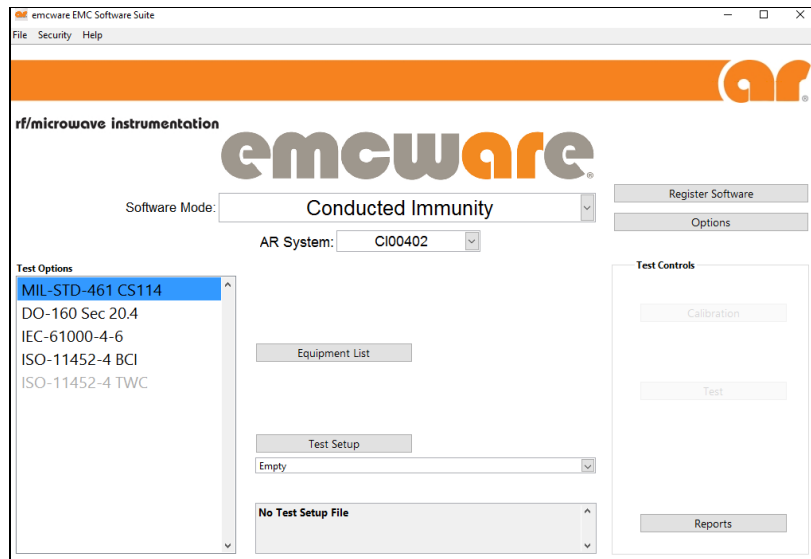 emcware EMC Software Suite
File Security Help
ar®
rf/microwave instrumentation
emcware®
Software Mode: Conducted Immunity
Register Software
Options
AR System: CI00402
Test Options
MIL-STD-461 CS114
DO-160 Sec 20.4
IEC-61000-4-6
ISO-11452-4 BCI
ISO-11452-4 TWC
Equipment List
Test Setup
Empty
No Test Setup File
Test Controls
Calibration
Test
Reports